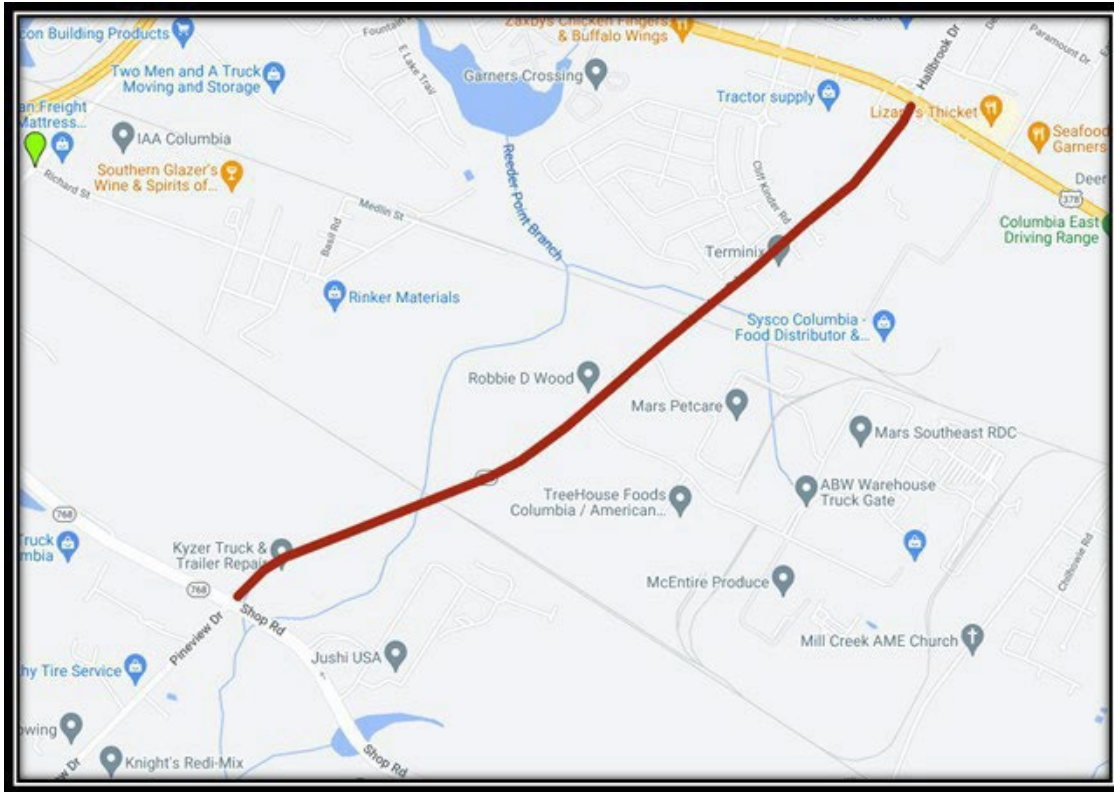 con Building Products
Fountain
Zaxbys Chicken Fingers
& Buffalo Wings
Food Lion
Hallbrook Dr
Paramount Dr
Two Men and A Truck
Moving and Storage
E Lake Trail
Garners Crossing
Tractor supply
Lizard's Thicket
an Freight
Mattress...
IAA Columbia
Seafood
Garners
Southern Glazer's
Wine & Spirits of...
Richard St
Medlin St
Basil Rd
Reeder Point Branch
Cliff Kinder Rd
Deer
378
Columbia East
Driving Range
Terminix
Rinker Materials
Sysco Columbia -
Food Distributor &...
Robbie D Wood
Mars Petcare
Mars Southeast RDC
TreeHouse Foods
Columbia / American...
ABW Warehouse
Truck Gate
768
Truck
mbia
Kyzer Truck &
Trailer Repair
768
Shop Rd
Pineview Dr
McEntire Produce
Chilhowie Rd
Mill Creek AME Church
Jushi USA
hy Tire Service
owing
Knight's Redi-Mix
w Dr
Shop Rd